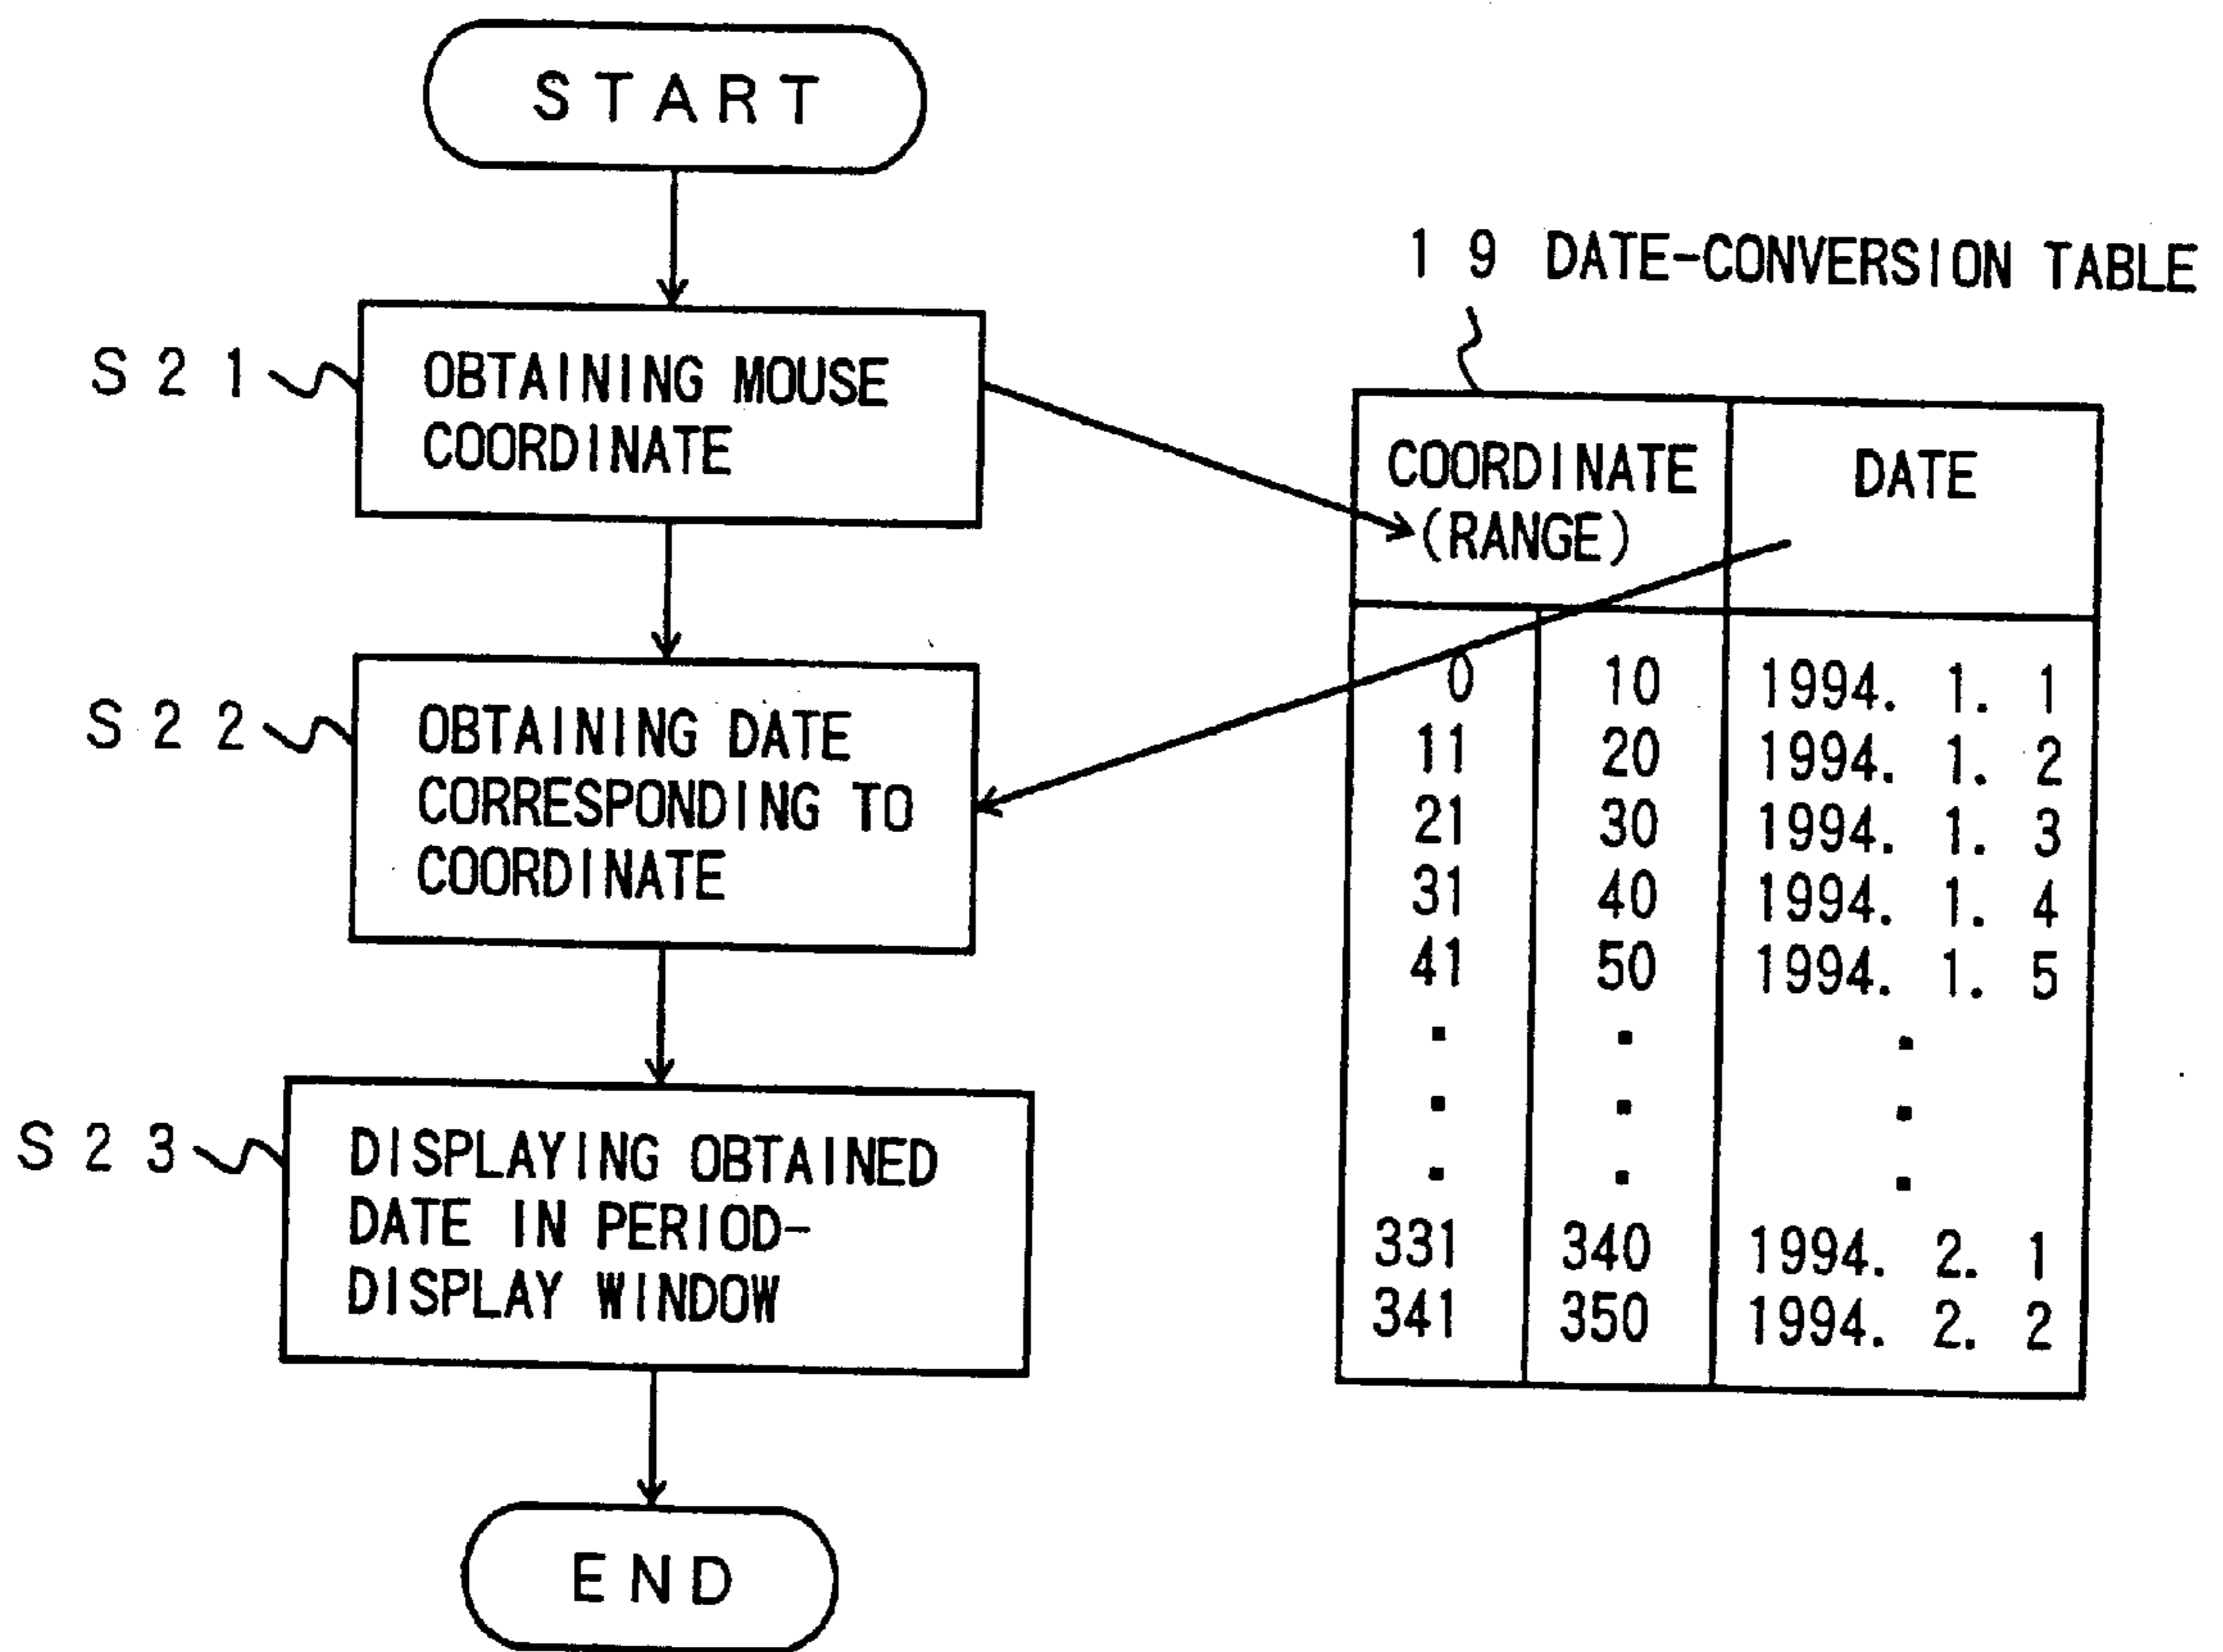 START
S21
OBTAINING MOUSE
COORDINATE
S22
OBTAINING DATE
CORRESPONDING TO
COORDINATE
S23
DISPLAYING OBTAINED
DATE IN PERIOD-
DISPLAY WINDOW
END
19 DATE-CONVERSION TABLE
COORDINATE DATE
(RANGE)
0 10 1994. 1. 1
11 20 1994. 1. 2
21 30 1994. 1. 3
31 40 1994. 1. 4
41 50 1994. 1. 5
. . .
. . .
. . .
331 340 1994. 2. 1
341 350 1994. 2. 2